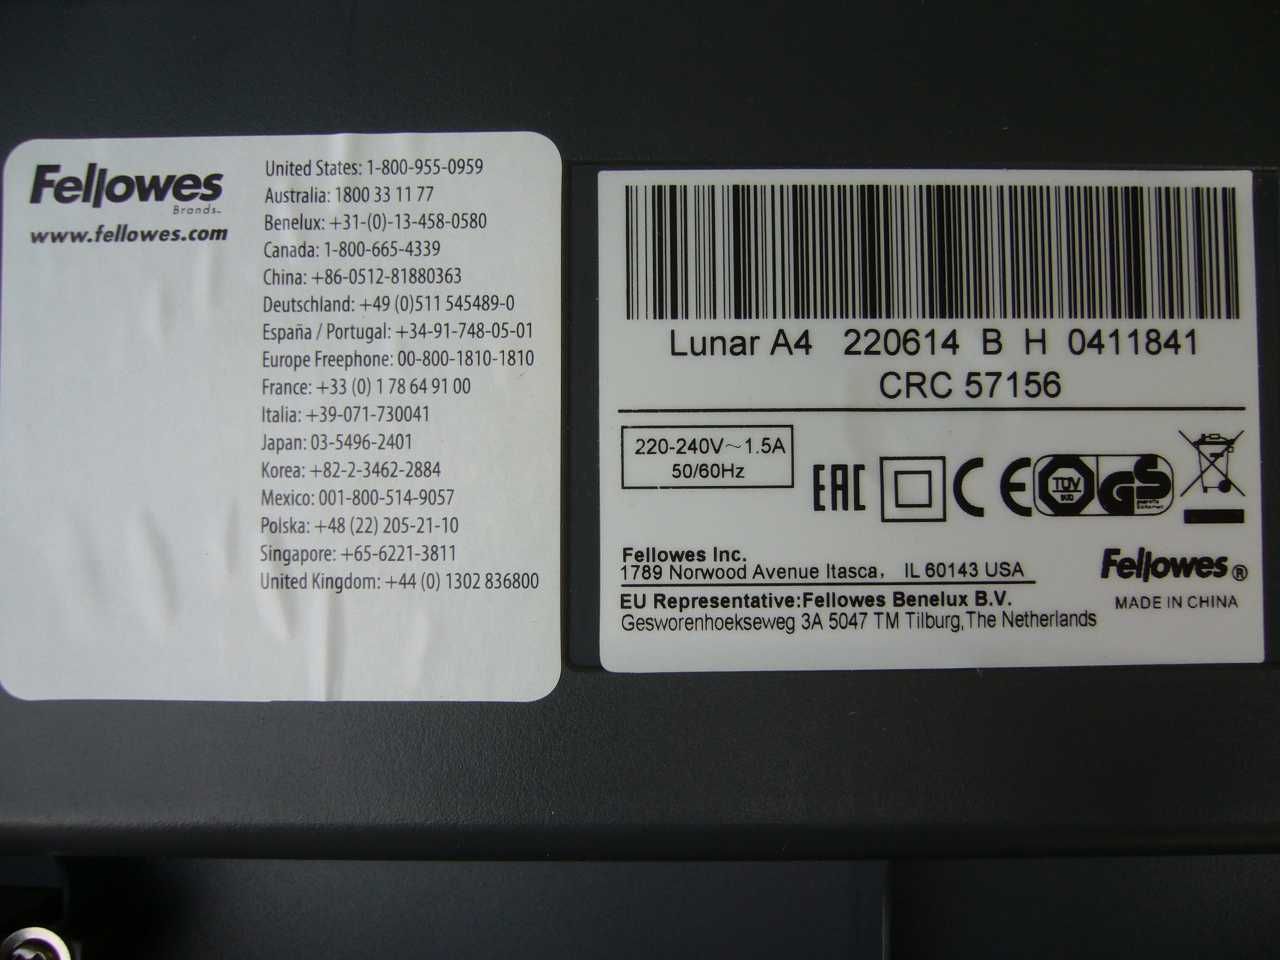 Fellowes
Brands™
www.fellowes.com
United States: 1-800-955-0959
Australia: 1800 33 11 77
Benelux: +31-(0)-13-458-0580
Canada: 1-800-665-4339
China: +86-0512-81880363
Deutschland: +49 (0)511 545489-0
España / Portugal: +34-91-748-05-01
Europe Freephone: 00-800-1810-1810
France: +33 (0) 1 78 64 91 00
Italia: +39-071-730041
Japan: 03-5496-2401
Korea: +82-2-3462-2884
Mexico: 001-800-514-9057
Polska: +48 (22) 205-21-10
Singapore: +65-6221-3811
United Kingdom: +44 (0) 1302 836800
Lunar A4 220614 B H 0411841
CRC 57156
220-240V~1.5A
50/60Hz
EAC CE TÜV SÜD GS
Fellowes Inc.
1789 Norwood Avenue Itasca, IL 60143 USA
EU Representative:Fellowes Benelux B.V.
Gesworenhoekseweg 3A 5047 TM Tilburg,The Netherlands
Fellowes®
MADE IN CHINA